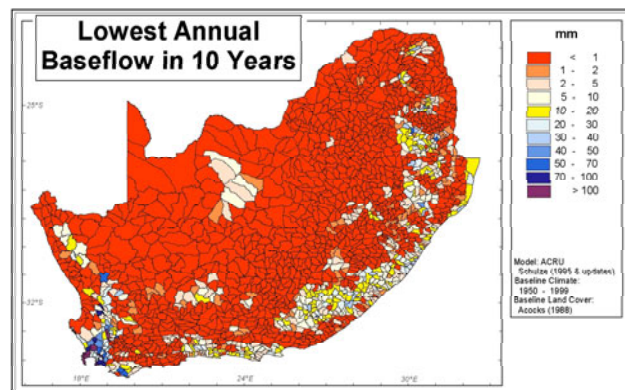 Lowest Annual
Baseflow in 10 Years
mm
< 1
1 - 2
2 - 5
5 - 10
10 - 20
20 - 30
30 - 40
40 - 50
50 - 70
70 - 100
> 100
Model: ACRU
Schulze (1995 & updates)
Baseline Climate:
1950 - 1999
Baseline Land Cover:
Acocks (1988)
32°S
18°E
24°E
30°E